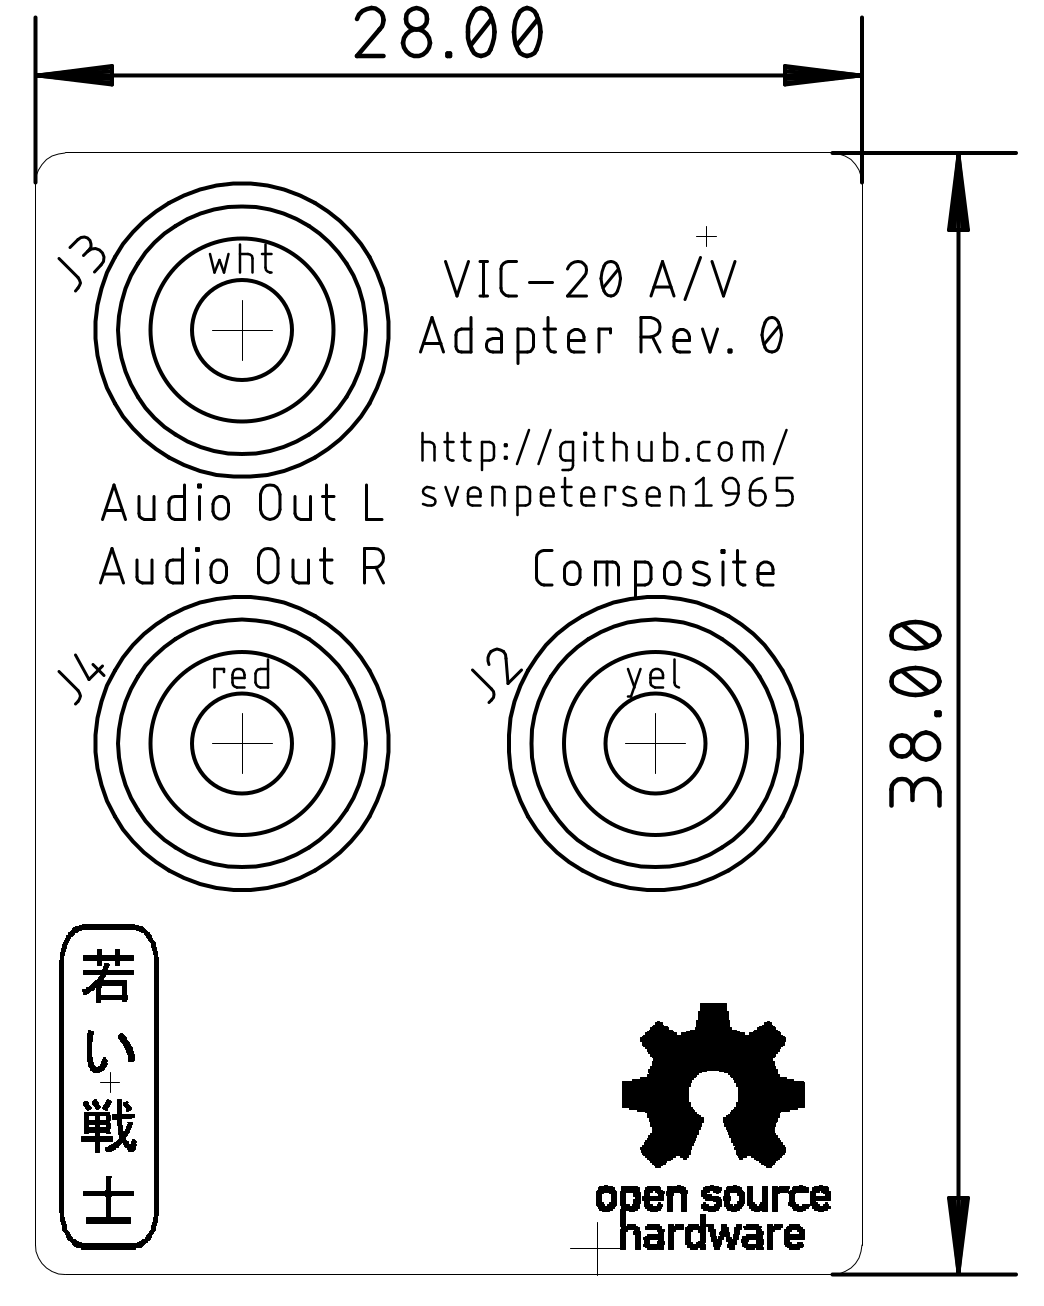 28.00
J3
wht
VIC-20 A/V
Adapter Rev. 0
http://github.com/
svenpetersen1965
Audio Out L
Audio Out R
Composite
J4
red
J2
yel
38.00
若い戦士
open source
hardware